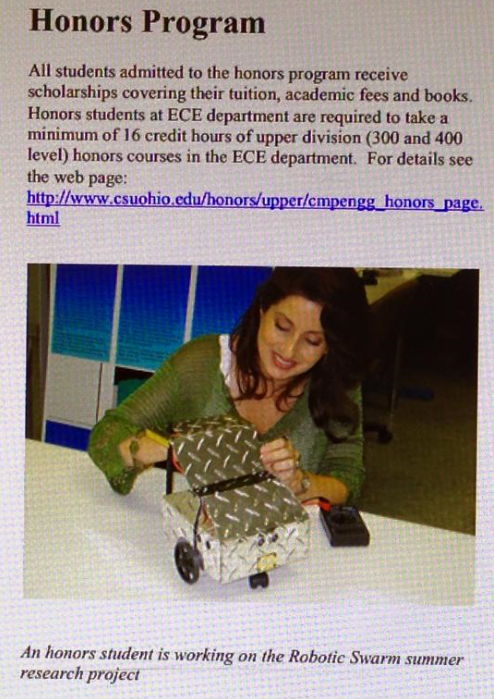 Honors Program
All students admitted to the honors program receive
scholarships covering their tuition, academic fees and books.
Honors students at ECE department are required to take a
minimum of 16 credit hours of upper division (300 and 400
level) honors courses in the ECE department.  For details see
the web page:
http://www.csuohio.edu/honors/upper/cmpengg_honors_page.
html
An honors student is working on the Robotic Swarm summer
research project